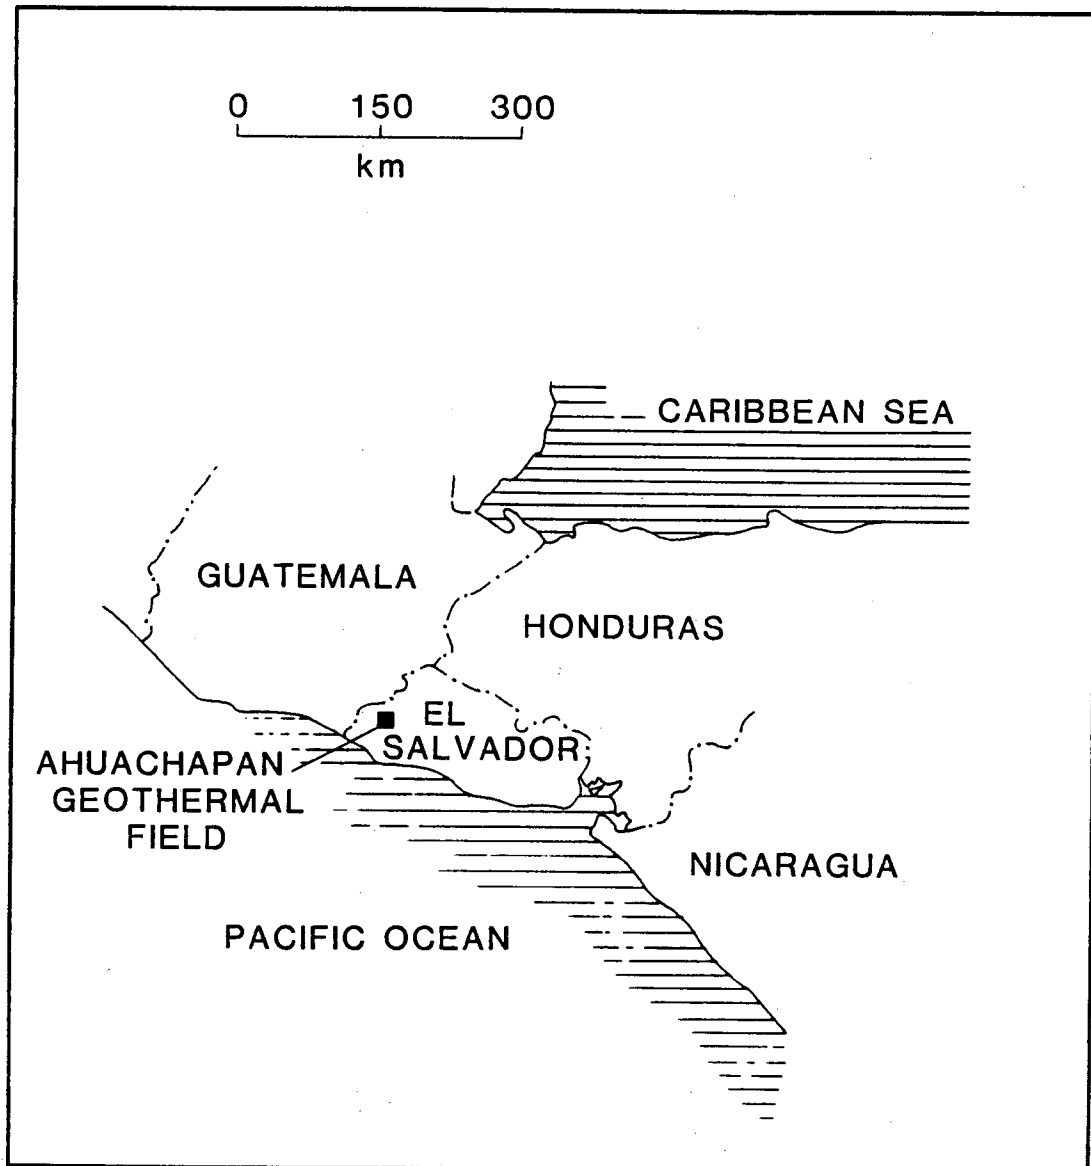 0 150 300
km
CARIBBEAN SEA
GUATEMALA
HONDURAS
EL
SALVADOR
AHUACHAPAN
GEOTHERMAL
FIELD
NICARAGUA
PACIFIC OCEAN